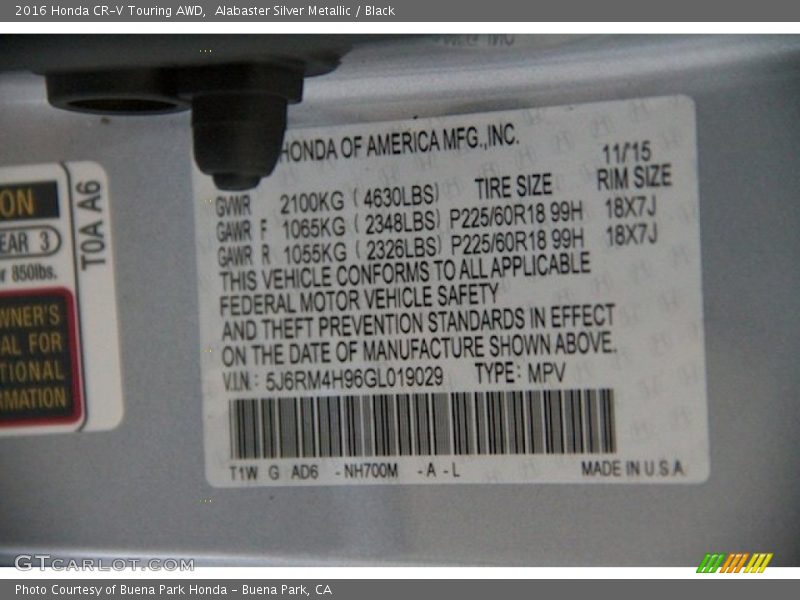 2016 Honda CR-V Touring AWD, Alabaster Silver Metallic / Black
HONDA OF AMERICA MFG.,INC.
11/15
GVWR 2100KG ( 4630LBS) TIRE SIZE RIM SIZE
GAWR F 1065KG ( 2348LBS) P225/60R18 99H 18X7J
GAWR R 1055KG ( 2326LBS) P225/60R18 99H 18X7J
THIS VEHICLE CONFORMS TO ALL APPLICABLE
FEDERAL MOTOR VEHICLE SAFETY
AND THEFT PREVENTION STANDARDS IN EFFECT
ON THE DATE OF MANUFACTURE SHOWN ABOVE.
V.I.N.: 5J6RM4H96GL019029 TYPE: MPV
T1W G AD6 -NH700M -A -L MADE IN U.S.A.
ON
EAR 3
r 850lbs.
WNER'S
AL FOR
TIONAL
RMATION
T0A A6
GTCARLOT.COM
Photo Courtesy of Buena Park Honda - Buena Park, CA